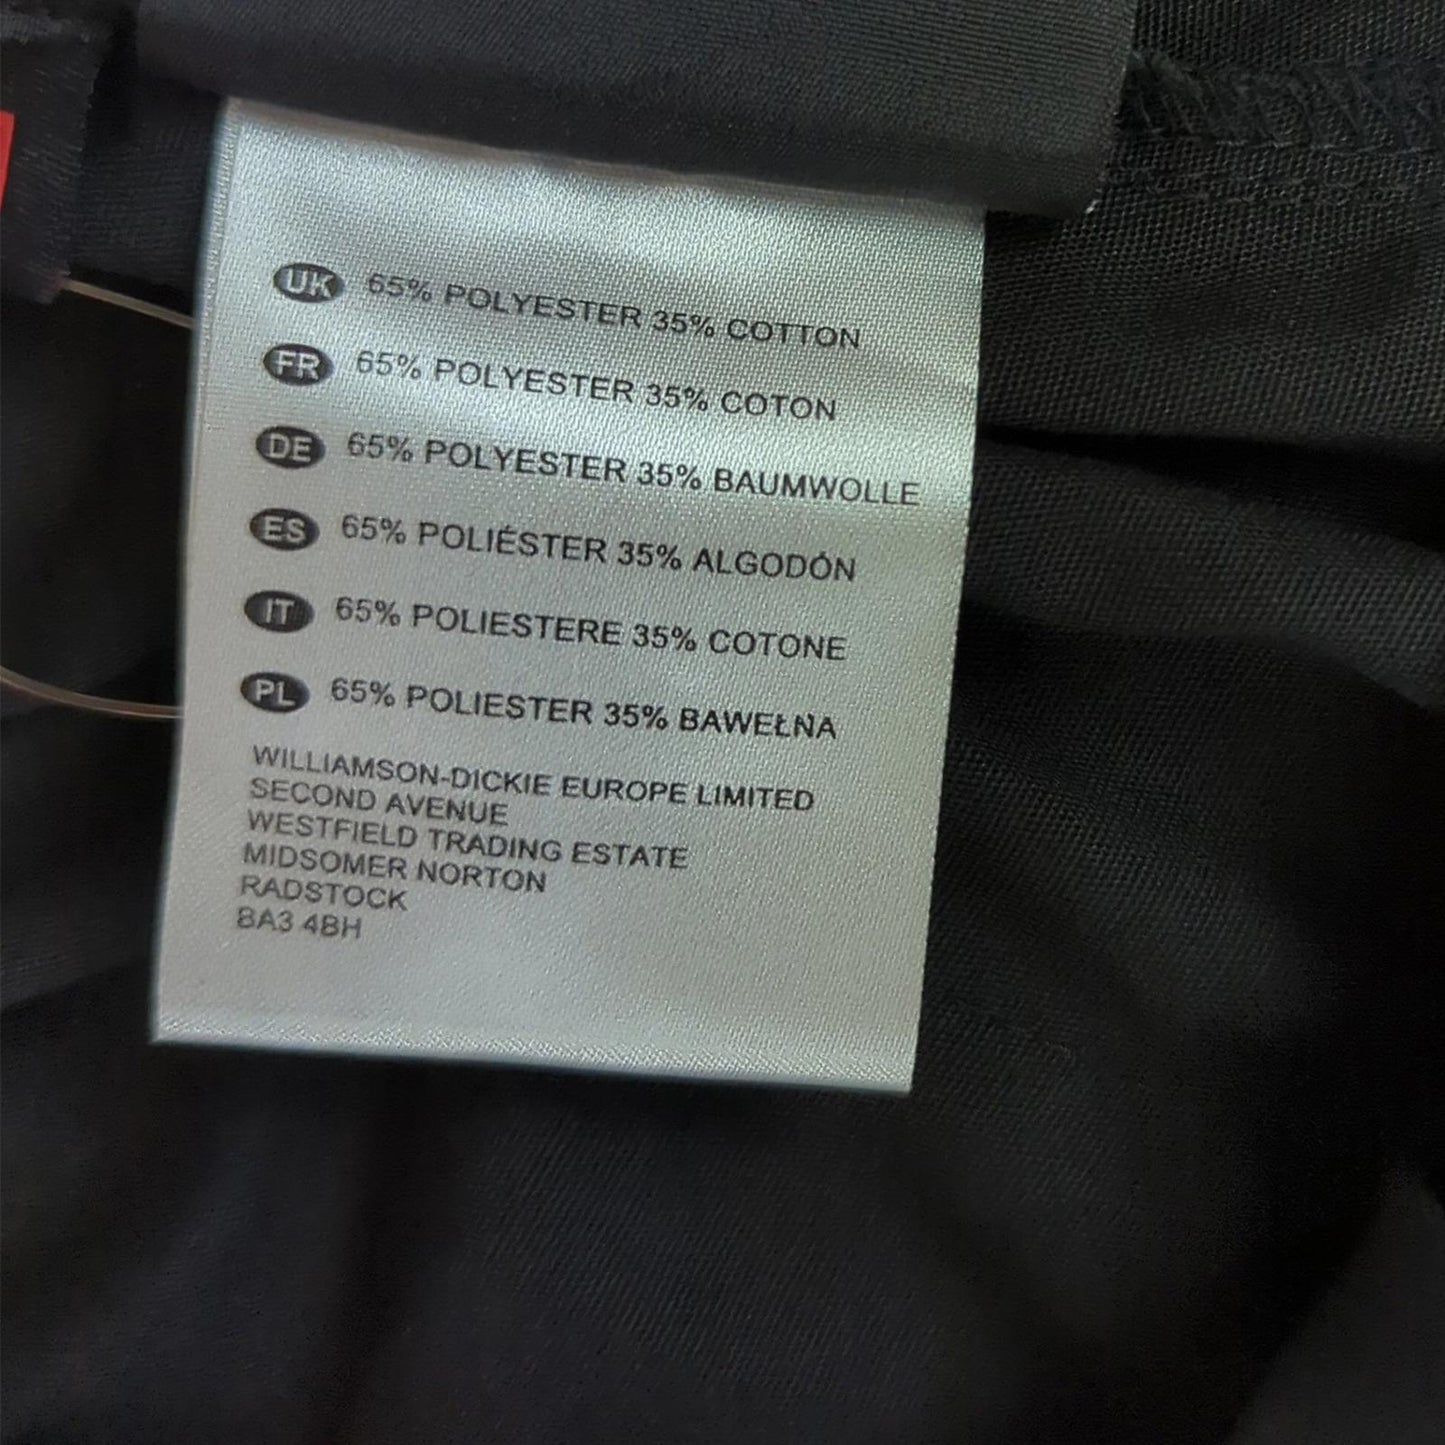 UK 65% POLYESTER 35% COTTON
FR 65% POLYESTER 35% COTON
DE 65% POLYESTER 35% BAUMWOLLE
ES 65% POLIÉSTER 35% ALGODÓN
IT 65% POLIESTERE 35% COTONE
PL 65% POLIESTER 35% BAWEŁNA
WILLIAMSON-DICKIE EUROPE LIMITED
SECOND AVENUE
WESTFIELD TRADING ESTATE
MIDSOMER NORTON
RADSTOCK
BA3 4BH